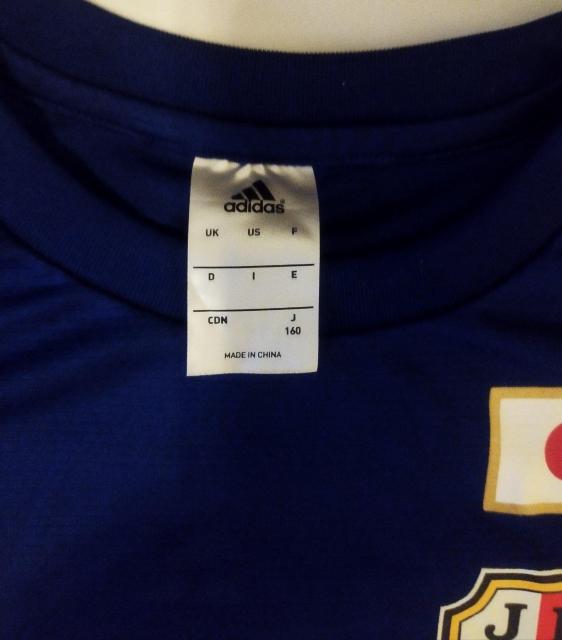 adidas
UK US F
D I E
CDN J
160
MADE IN CHINA
J